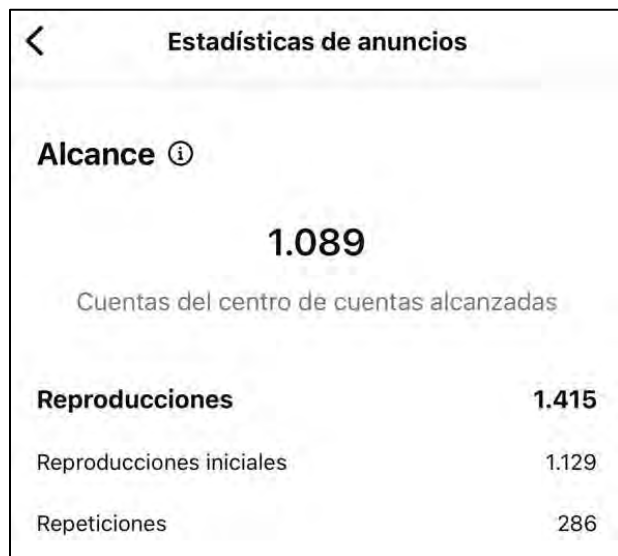 Estadísticas de anuncios
Alcance
1.089
Cuentas del centro de cuentas alcanzadas
Reproducciones 1.415
Reproducciones iniciales 1.129
Repeticiones 286